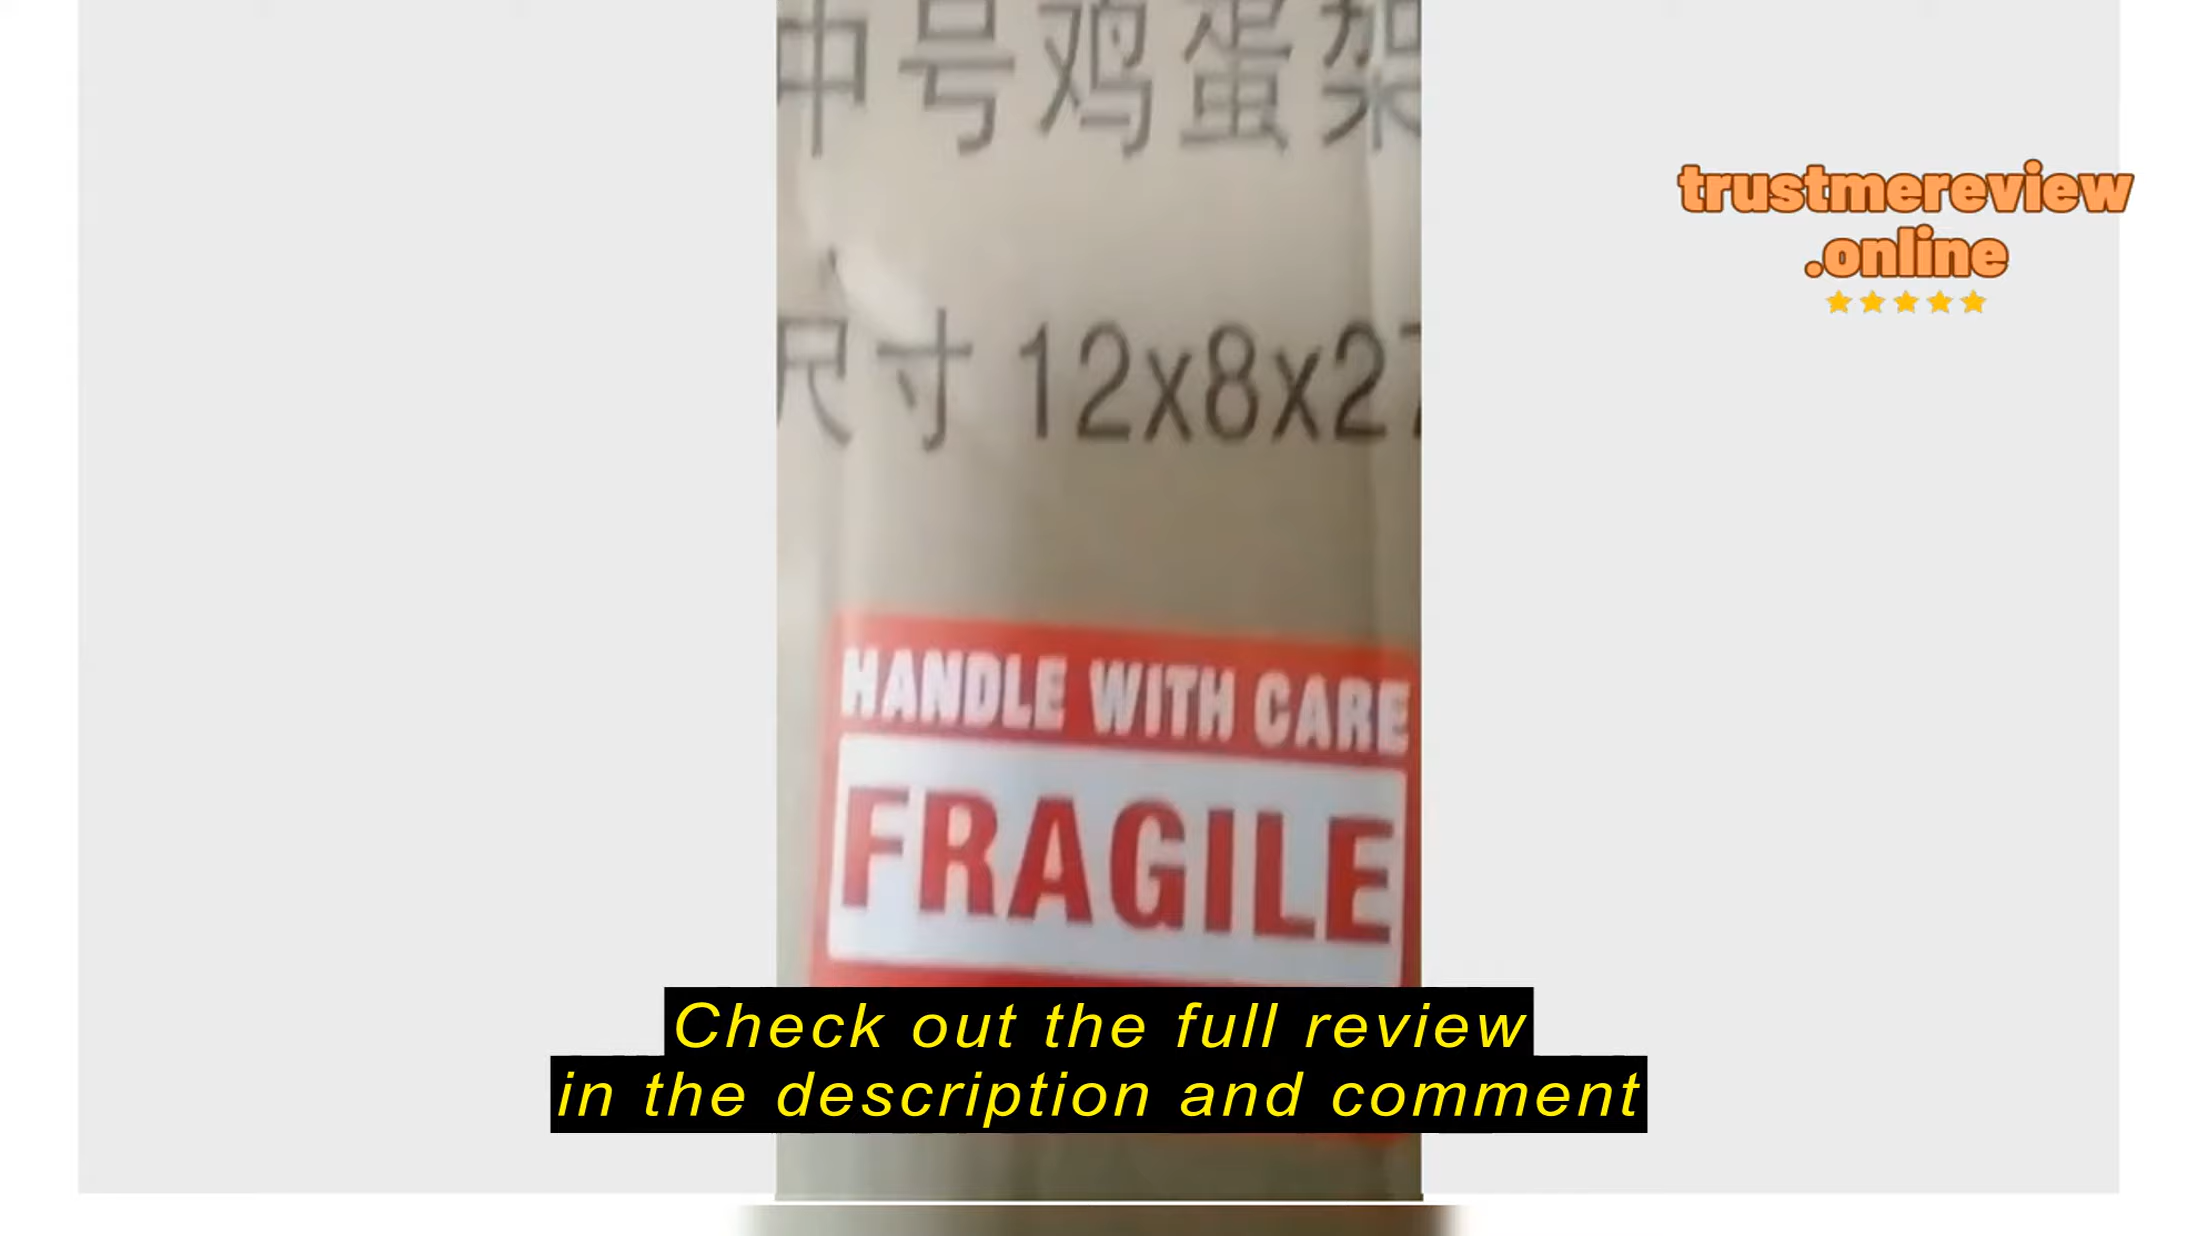 中号鸡蛋架
尺寸 12x8x27
trustmereview
.online
HANDLE WITH CARE
FRAGILE
Check out the full review
in the description and comment